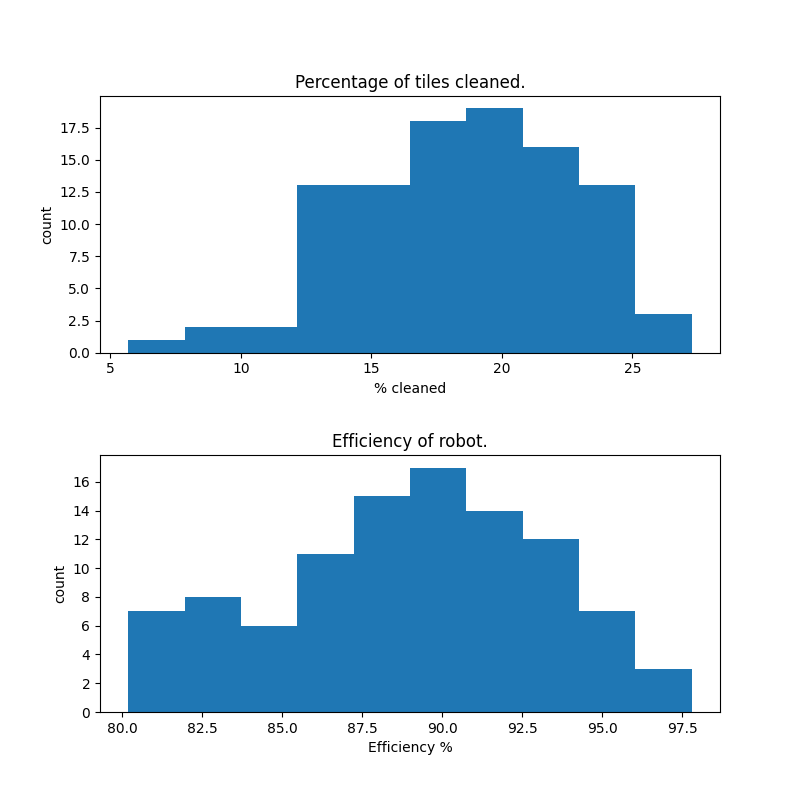 Percentage of tiles cleaned.
17.5
15.0
12.5
10.0
7.5
5.0
2.5
0.0
count
5 10 15 20 25
% cleaned
Efficiency of robot.
16
14
12
10
8
6
4
2
0
count
80.0 82.5 85.0 87.5 90.0 92.5 95.0 97.5
Efficiency %